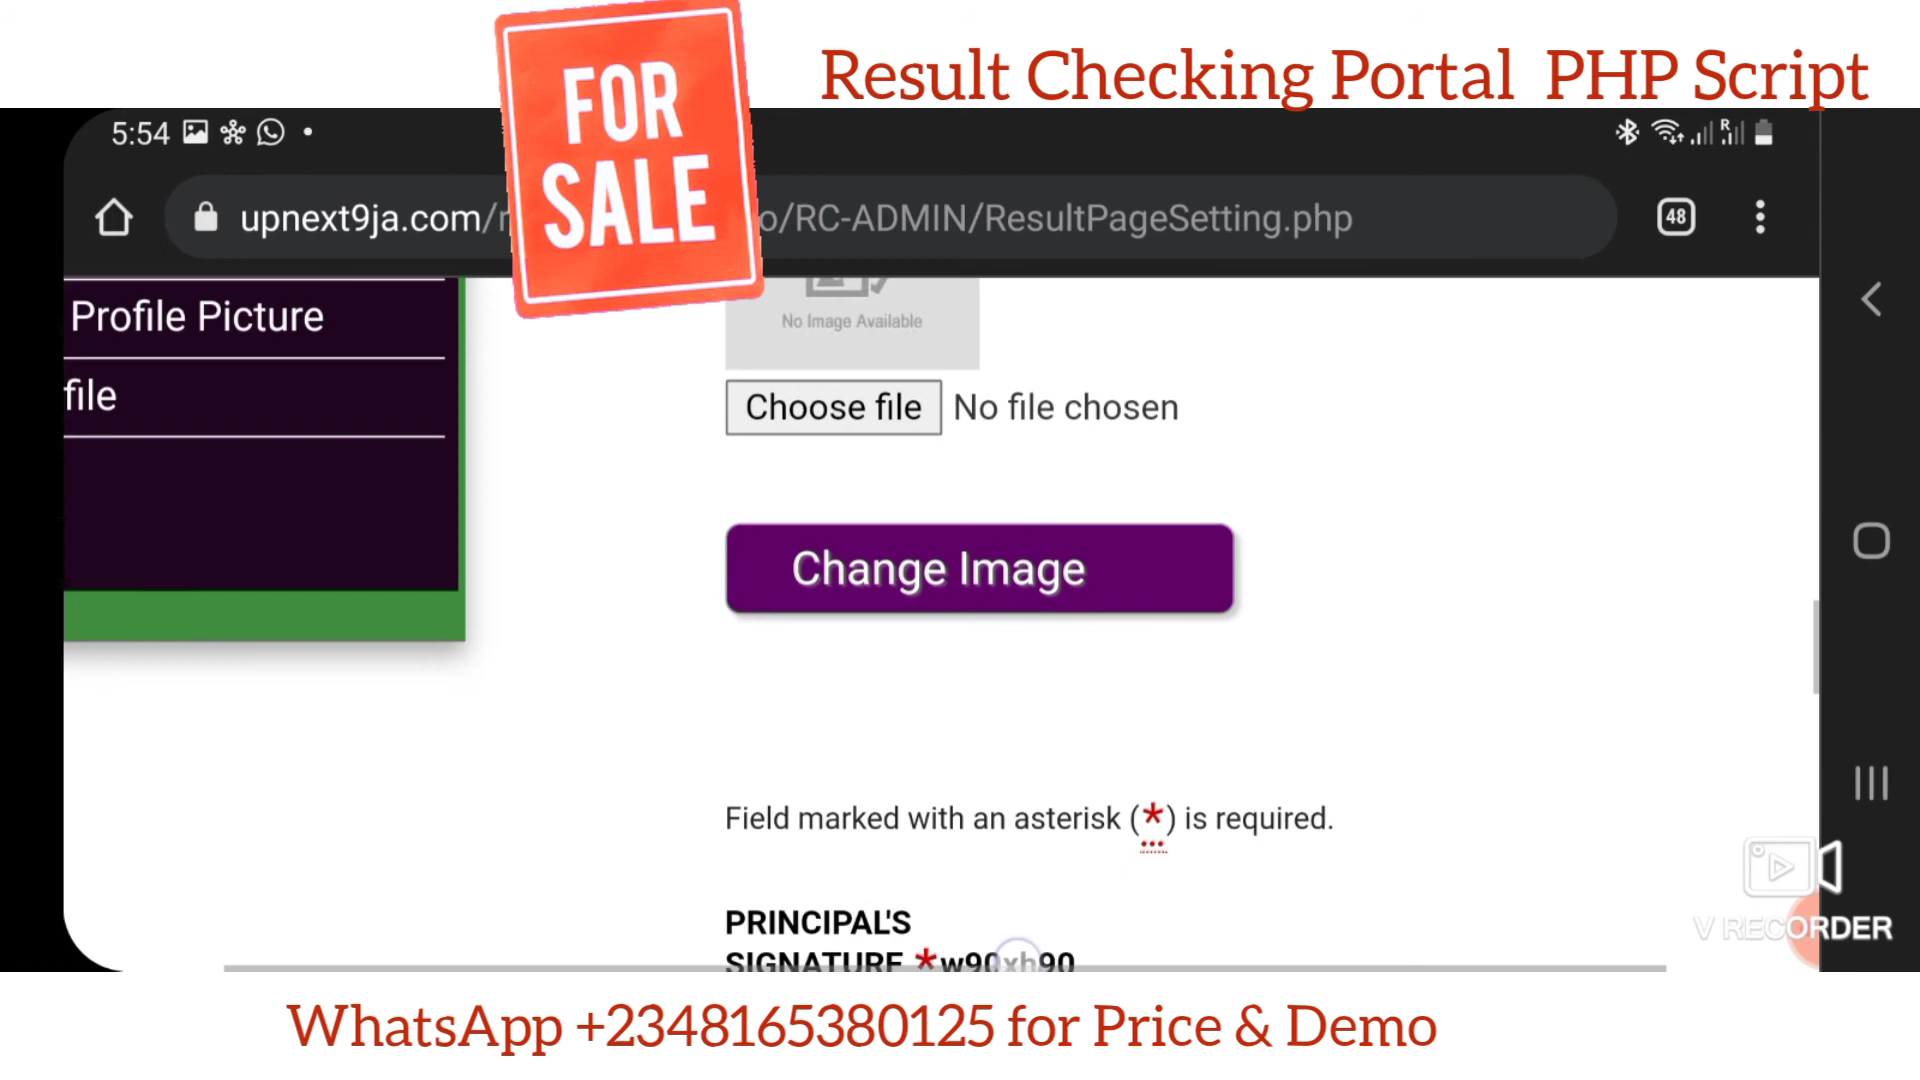 Result Checking Portal PHP Script
FOR
SALE
5:54
upnext9ja.com/
o/RC-ADMIN/ResultPageSetting.php
48
R
Profile Picture
file
No Image Available
Choose file No file chosen
Change Image
Field marked with an asterisk (*) is required.
PRINCIPAL'S
SIGNATURE *w90xh90
V RECORDER
WhatsApp +2348165380125 for Price & Demo